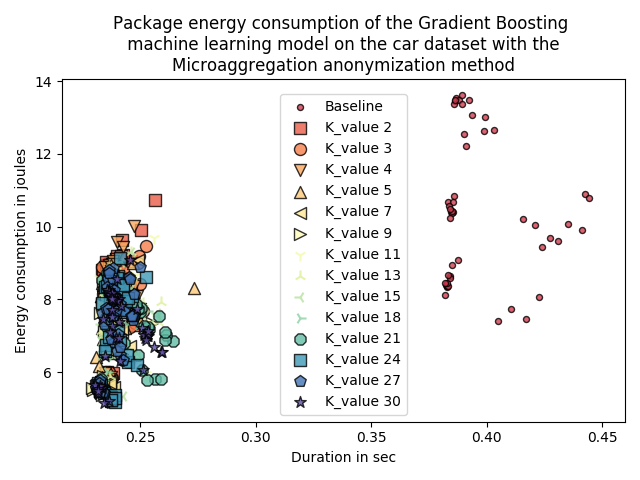 Package energy consumption of the Gradient Boosting
machine learning model on the car dataset with the
Microaggregation anonymization method
Energy consumption in joules
14
12
10
8
6
Baseline
K_value 2
K_value 3
K_value 4
K_value 5
K_value 7
K_value 9
K_value 11
K_value 13
K_value 15
K_value 18
K_value 21
K_value 24
K_value 27
K_value 30
0.25
0.30
0.35
0.40
0.45
Duration in sec